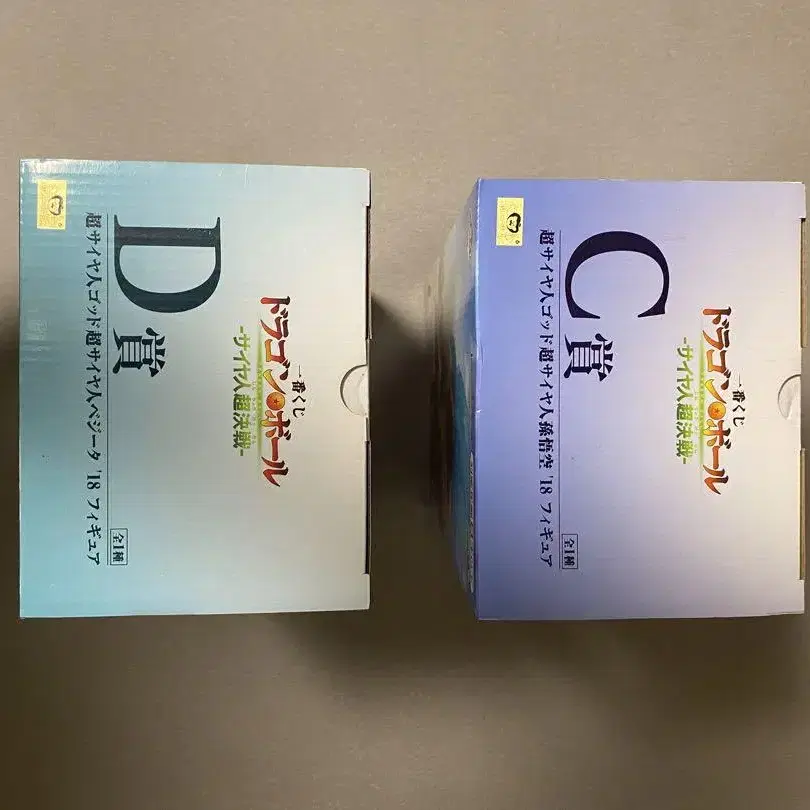 一番くじ
ドラゴンボール
-サイヤ人超決戦-
D賞
超サイヤ人ゴッド超サイヤ人ベジータ '18 フィギュア
全1種
一番くじ
ドラゴンボール
-サイヤ人超決戦-
C賞
超サイヤ人ゴッド超サイヤ人孫悟空 '18 フィギュア
全1種